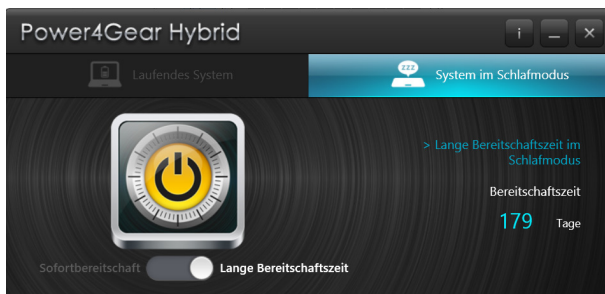 Power4Gear Hybrid
i
Laufendes System
zzz
System im Schlafmodus
> Lange Bereitschaftszeit im
Schlafmodus
Bereitschaftszeit
179 Tage
Sofortbereitschaft Lange Bereitschaftszeit